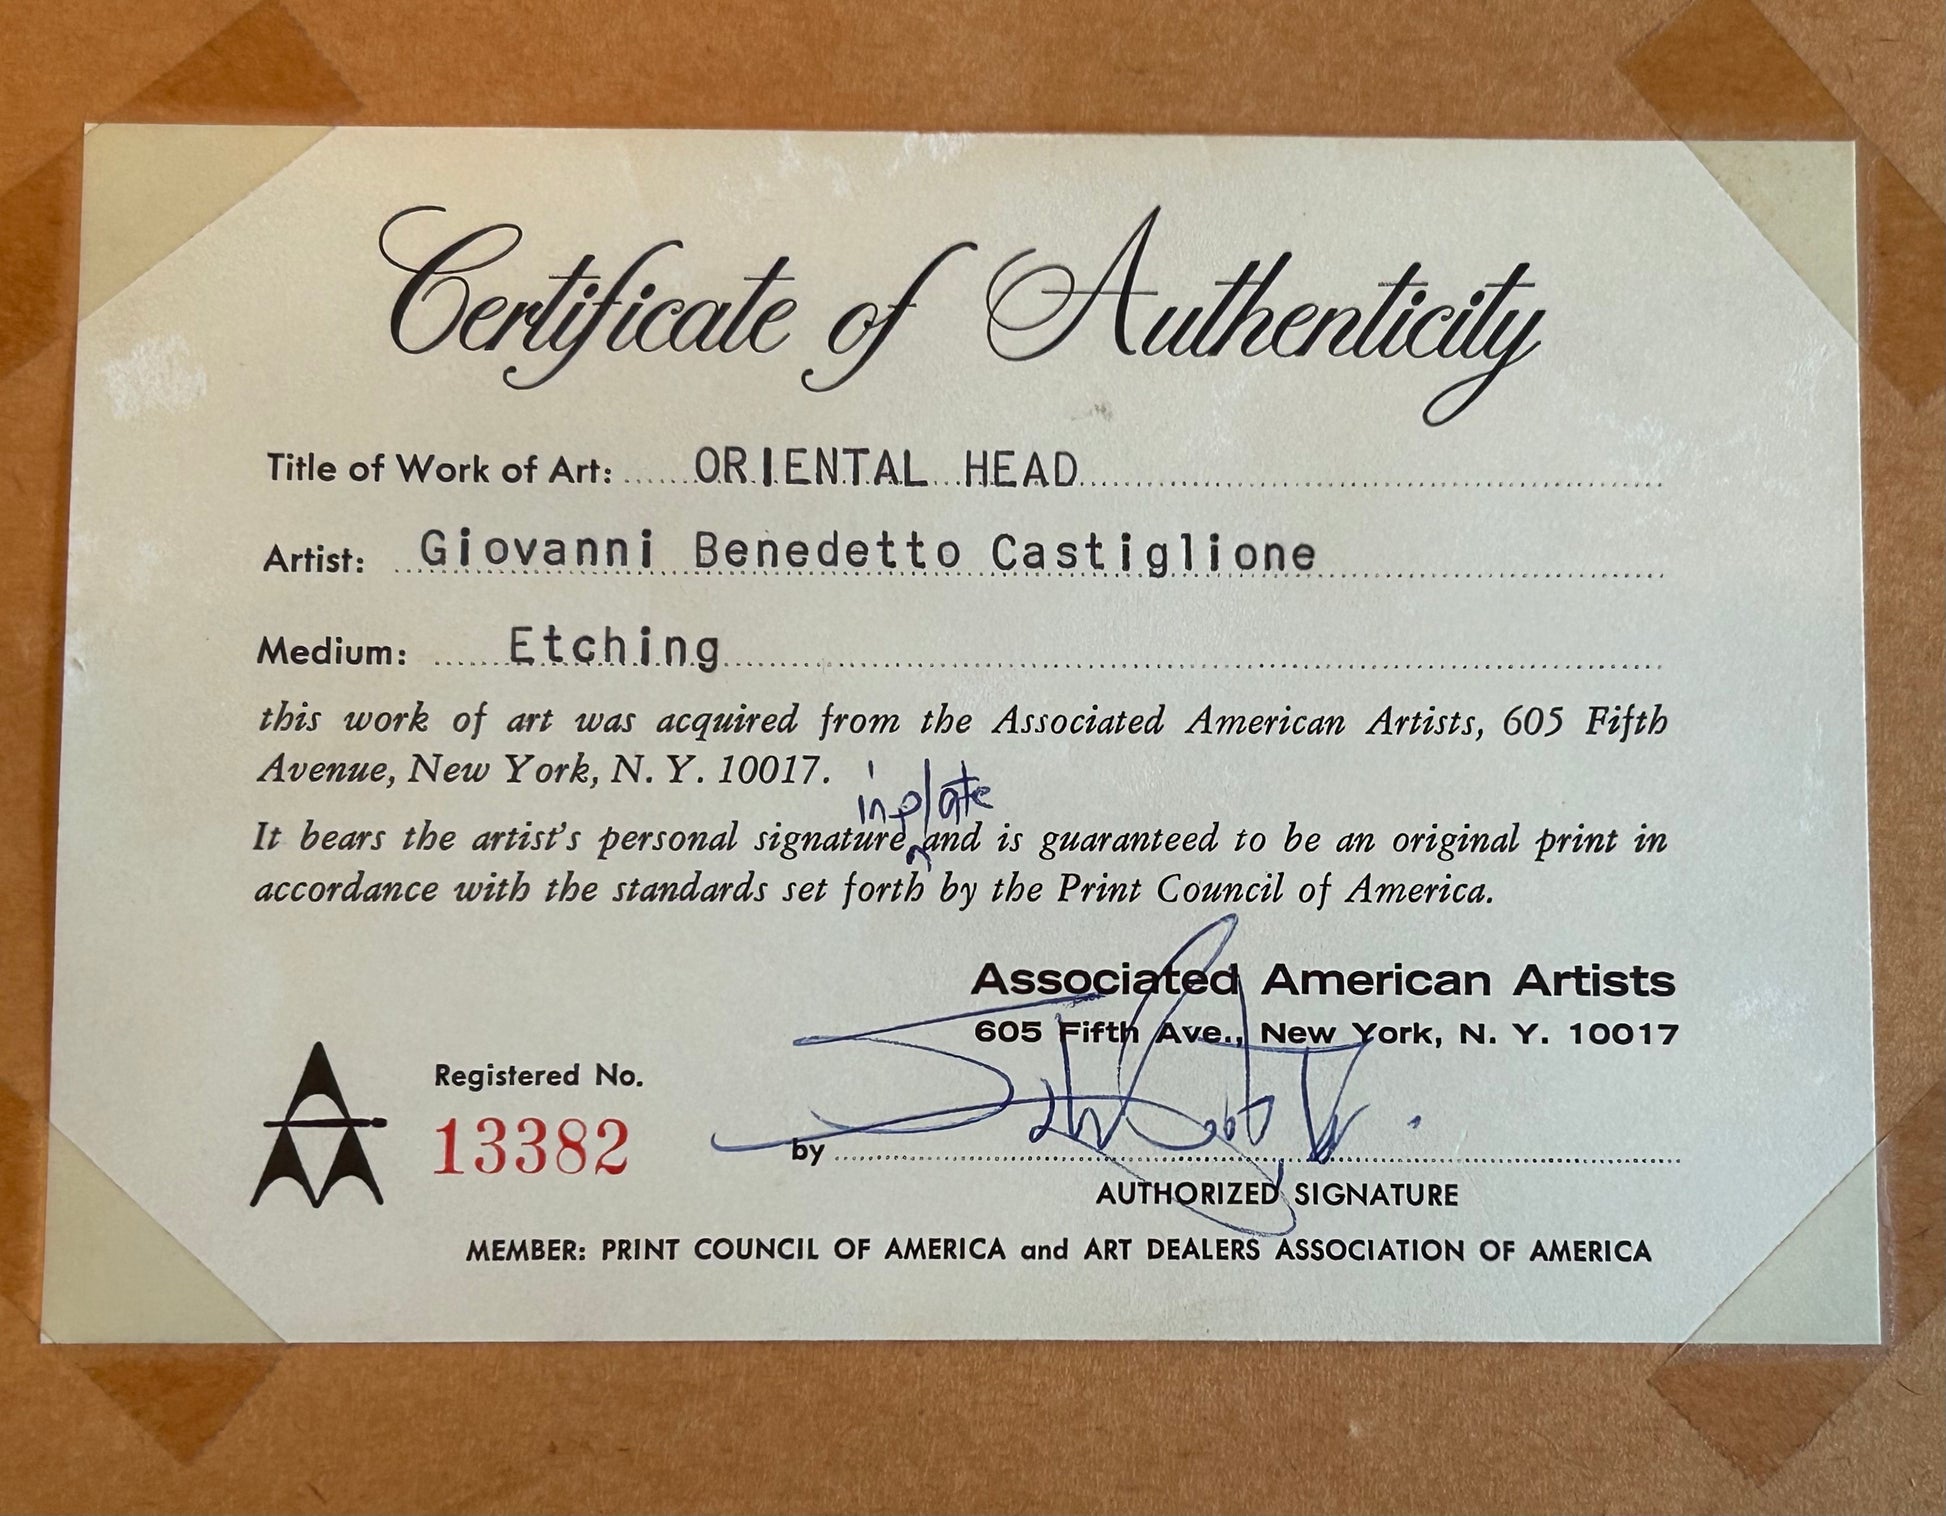 Certificate of Authenticity
Title of Work of Art: ORIENTAL HEAD
Artist: Giovanni Benedetto Castiglione
Medium: Etching
this work of art was acquired from the Associated American Artists, 605 Fifth
Avenue, New York, N. Y. 10017.
in plate
It bears the artist's personal signature and is guaranteed to be an original print in
accordance with the standards set forth by the Print Council of America.
Associated American Artists
605 Fifth Ave., New York, N. Y. 10017
Registered No.
13382
by
AUTHORIZED SIGNATURE
MEMBER: PRINT COUNCIL OF AMERICA and ART DEALERS ASSOCIATION OF AMERICA